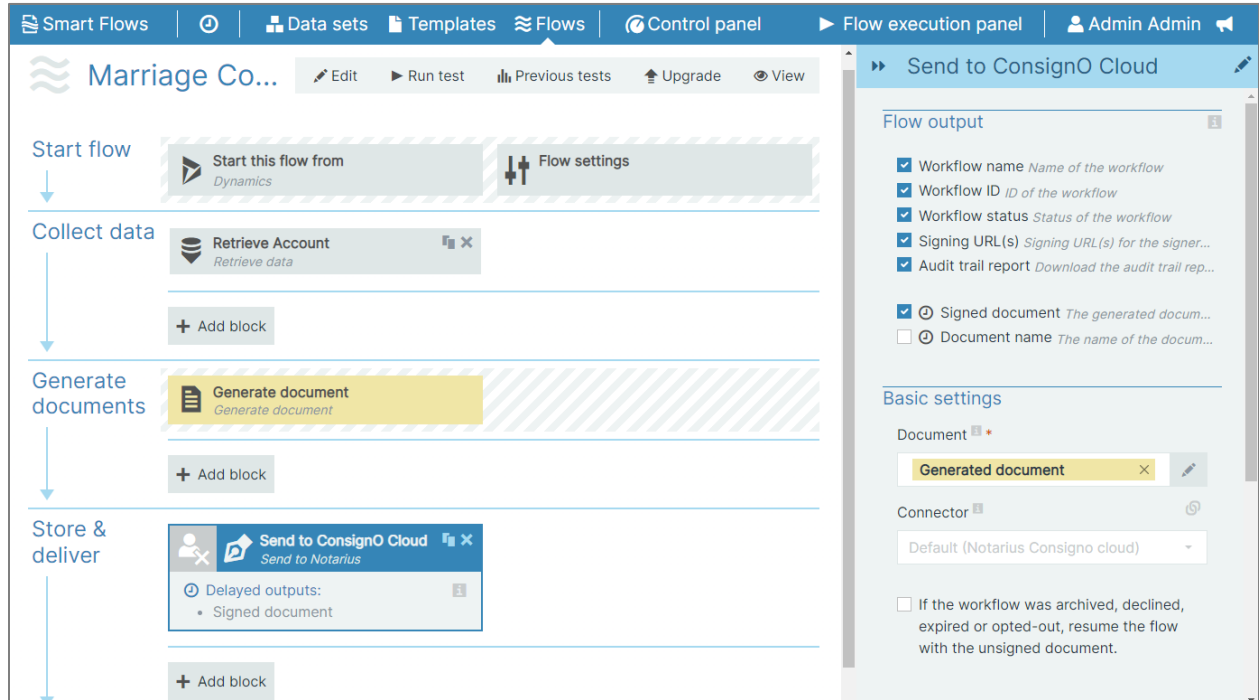 Smart Flows
Data sets
Templates
Flows
Control panel
Flow execution panel
Admin Admin
Marriage Co...
Edit
Run test
Previous tests
Upgrade
View
Start flow
Start this flow from
Dynamics
Flow settings
Collect data
Retrieve Account
Retrieve data
+ Add block
Generate
documents
Generate document
Generate document
+ Add block
Store &
deliver
Send to ConsignO Cloud
Send to Notarius
Delayed outputs:
• Signed document
+ Add block
Send to ConsignO Cloud
Flow output
Workflow name Name of the workflow
Workflow ID ID of the workflow
Workflow status Status of the workflow
Signing URL(s) Signing URL(s) for the signer...
Audit trail report Download the audit trail rep...
Signed document The generated docum...
Document name The name of the docum...
Basic settings
Document *
Generated document
Connector
Default (Notarius Consigno cloud)
If the workflow was archived, declined,
expired or opted-out, resume the flow
with the unsigned document.